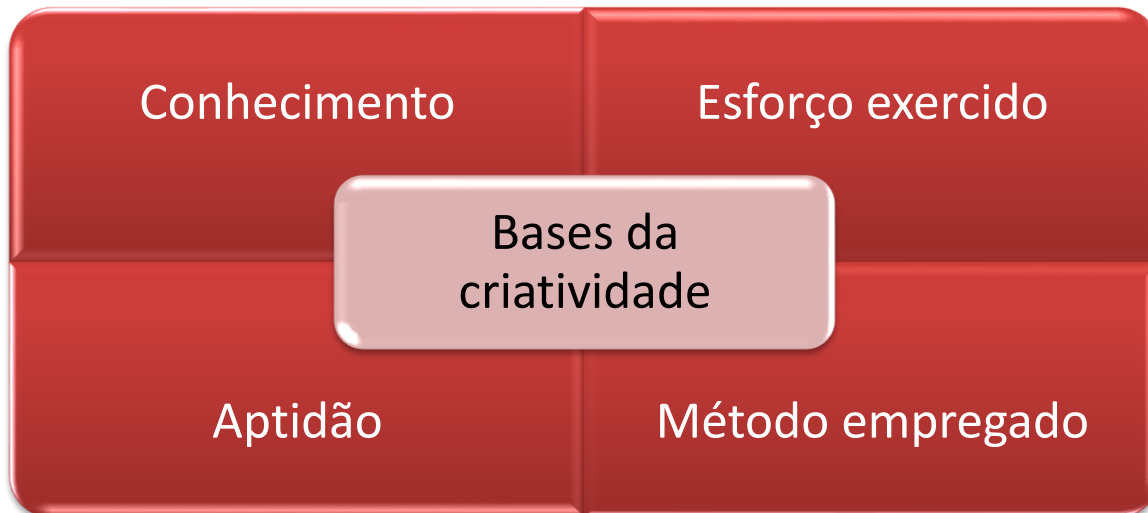 Conhecimento
Esforço exercido
Bases da
criatividade
Aptidão
Método empregado